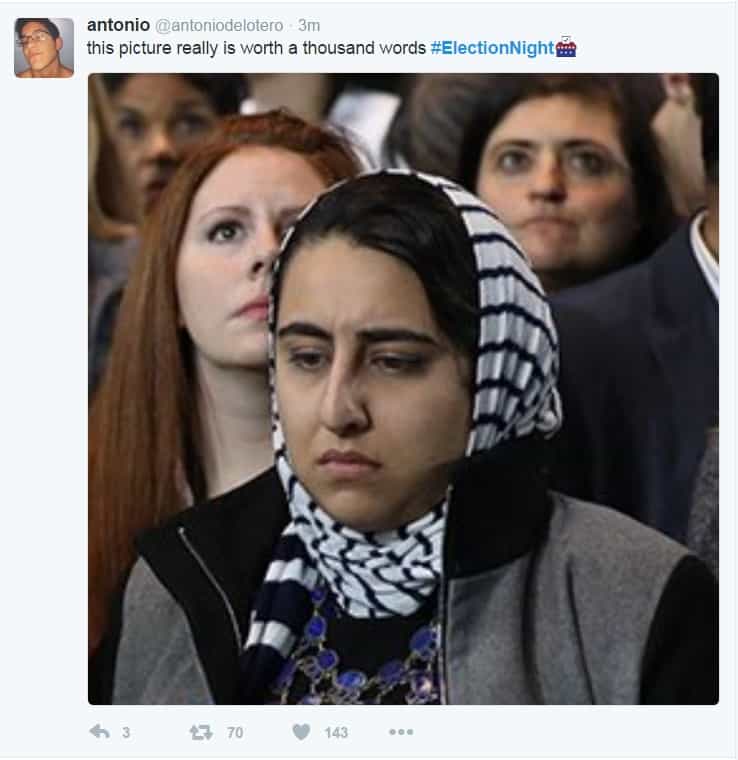 antonio @antoniodelotero · 3m
this picture really is worth a thousand words #ElectionNight
3 70 143 •••